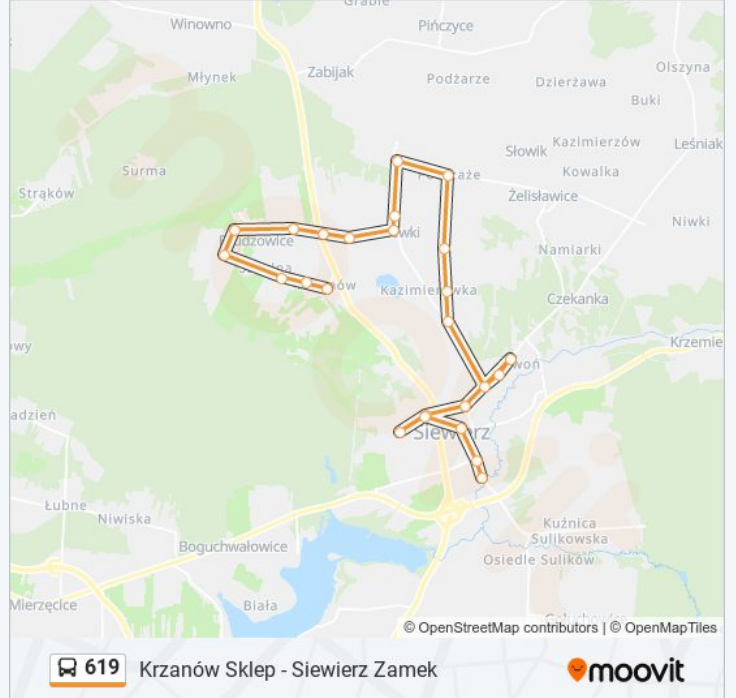 Grabie
Winowno
Pińczyce
Młynek
Zabijak
Podżarze
Dzierżawa
Olszyna
Buki
Słowik
Kazimierzów
Leśniak
Surma
Kowalka
Strąków
Żelisławice
Niwki
Namiarki
Kazimierówka
Czekanka
Krzemie
Siewierz
adzień
Łubne
Niwiska
Kuźnica
Sulikowska
Boguchwałowice
Osiedle Sulików
Mierzęcice
Biała
© OpenStreetMap contributors | © OpenMapTiles
619 Krzanów Sklep - Siewierz Zamek
moovit